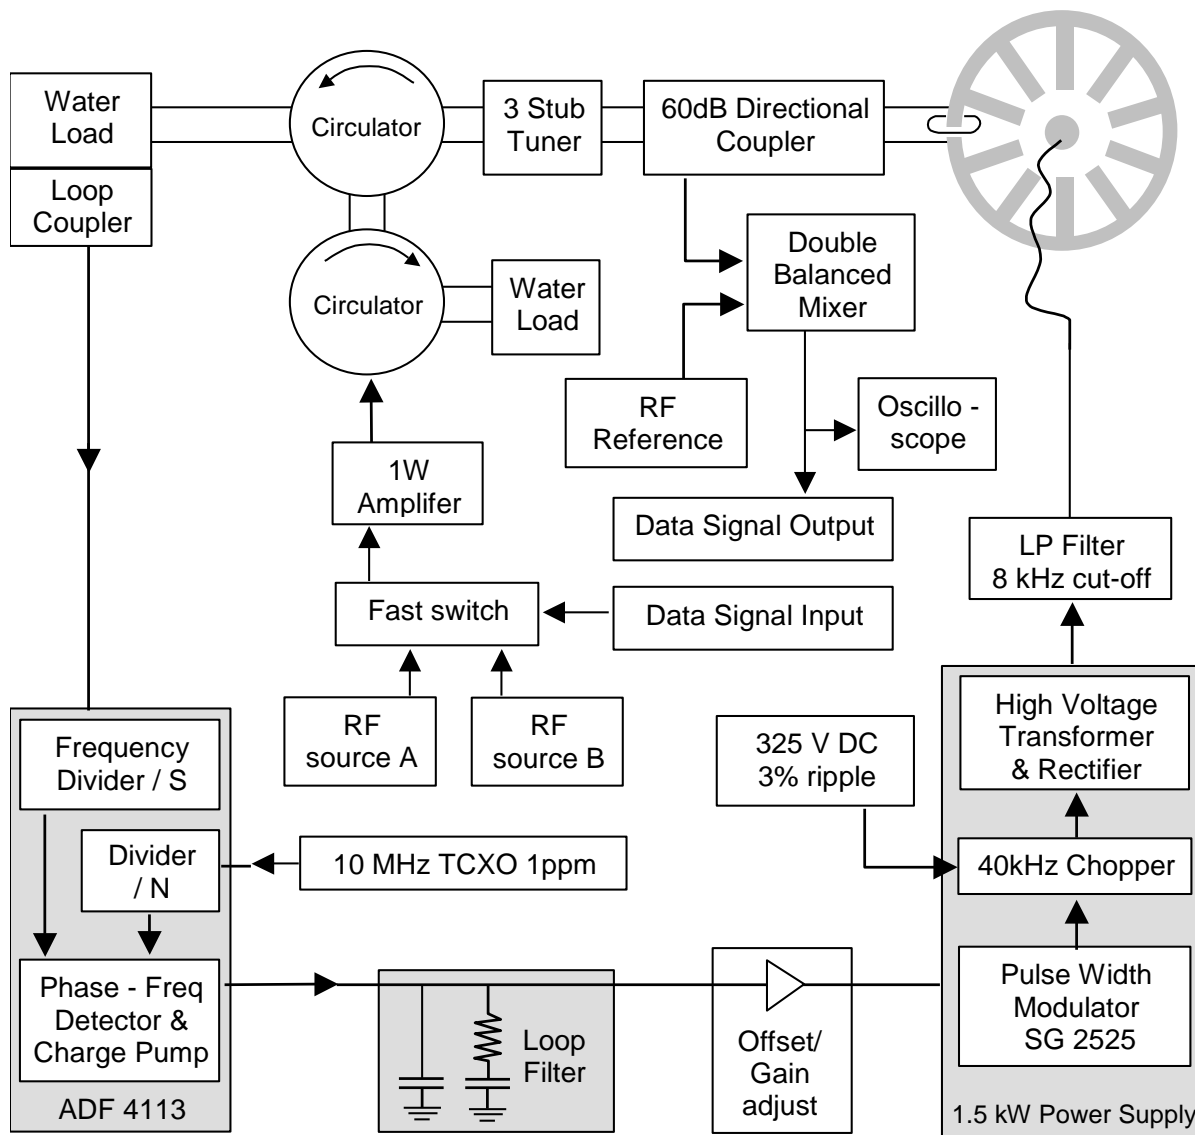 Water
Load
Loop
Coupler
Circulator
3 Stub
Tuner
60dB Directional
Coupler
Circulator
Water
Load
Double
Balanced
Mixer
RF
Reference
Oscillo -
scope
1W
Amplifer
Data Signal Output
LP Filter
8 kHz cut-off
Fast switch
Data Signal Input
RF
source A
RF
source B
Frequency
Divider / S
325 V DC
3% ripple
High Voltage
Transformer
& Rectifier
Divider
/ N
10 MHz TCXO 1ppm
40kHz Chopper
Phase - Freq
Detector &
Charge Pump
ADF 4113
Loop
Filter
Offset/
Gain
adjust
Pulse Width
Modulator
SG 2525
1.5 kW Power Supply